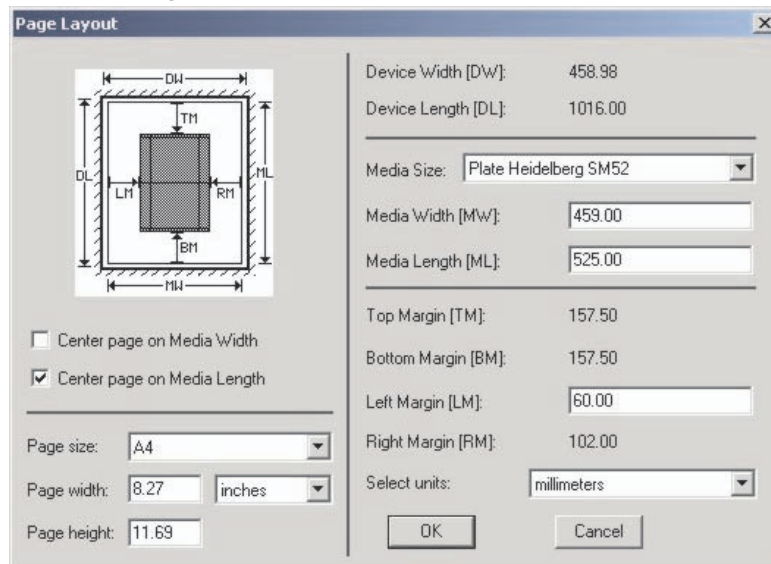 Page Layout
DW
TM
DL
ML
LM
RM
BM
MW
Center page on Media Width
Center page on Media Length
Page size: A4
Page width: 8.27 inches
Page height: 11.69
Device Width [DW]: 458.98
Device Length [DL]: 1016.00
Media Size: Plate Heidelberg SM52
Media Width [MW]: 459.00
Media Length [ML]: 525.00
Top Margin [TM]: 157.50
Bottom Margin [BM]: 157.50
Left Margin [LM]: 60.00
Right Margin [RM]: 102.00
Select units: millimeters
OK Cancel